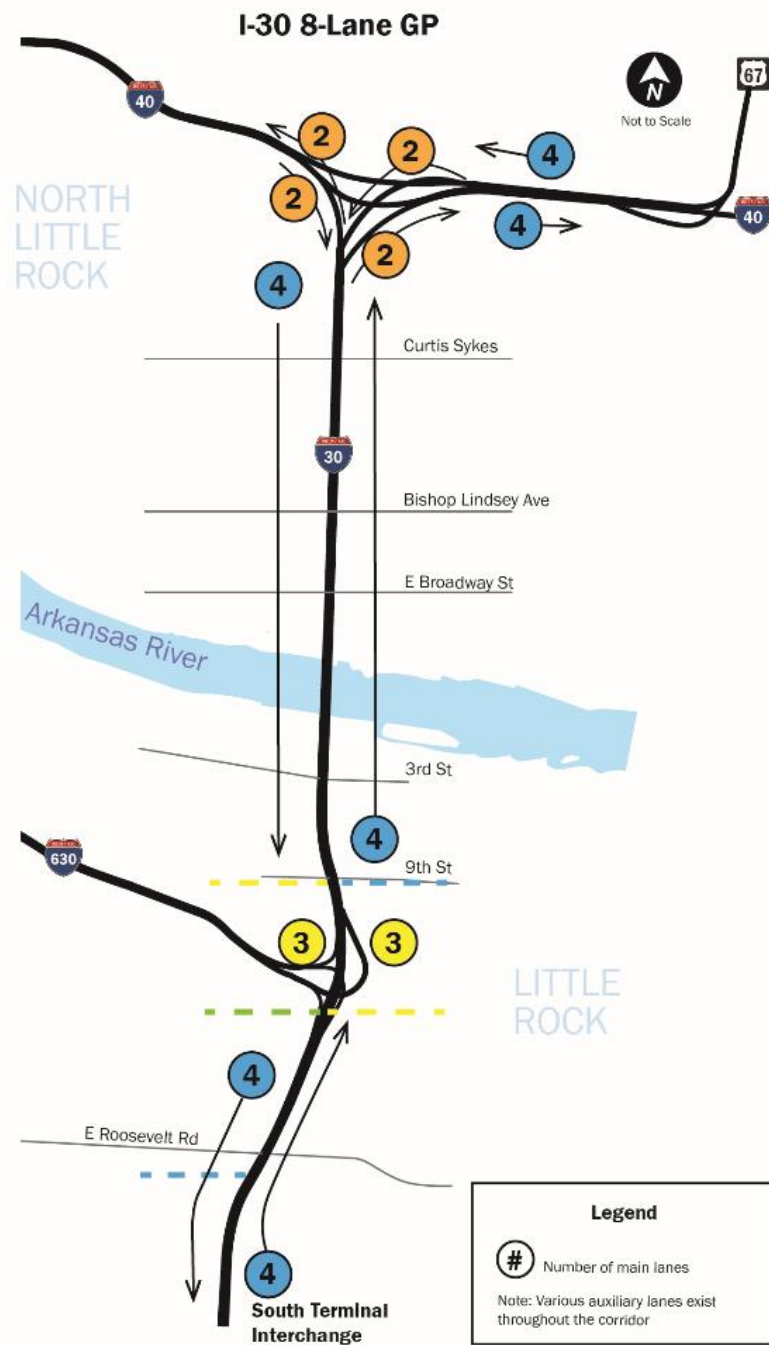 I-30 8-Lane GP
67
N
Not to Scale
40
2
2
4
NORTH
LITTLE
ROCK
2
4
40
2
4
Curtis Sykes
30
Bishop Lindsey Ave
E Broadway St
Arkansas River
3rd St
4
630
9th St
3
3
LITTLE
ROCK
4
E Roosevelt Rd
4
South Terminal
Interchange
Legend
# Number of main lanes
Note: Various auxiliary lanes exist
throughout the corridor